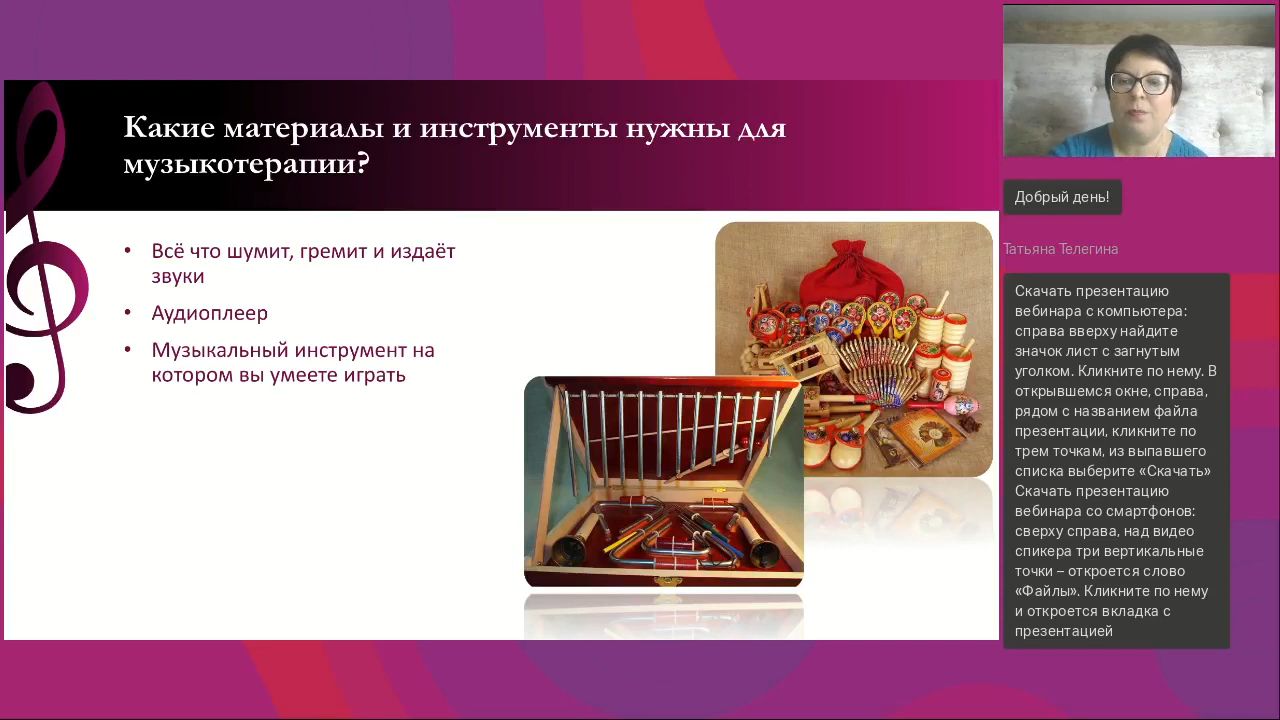 Какие материалы и инструменты нужны для
музыкотерапии?
• Всё что шумит, гремит и издаёт
звуки
• Аудиоплеер
• Музыкальный инструмент на
котором вы умеете играть
Добрый день!
Татьяна Телегина
Скачать презентацию
вебинара с компьютера:
справа вверху найдите
значок лист с загнутым
уголком. Кликните по нему. В
открывшемся окне, справа,
рядом с названием файла
презентации, кликните по
трем точкам, из выпавшего
списка выберите «Скачать»
Скачать презентацию
вебинара со смартфонов:
сверху справа, над видео
спикера три вертикальные
точки – откроется слово
«Файлы». Кликните по нему
и откроется вкладка с
презентацией